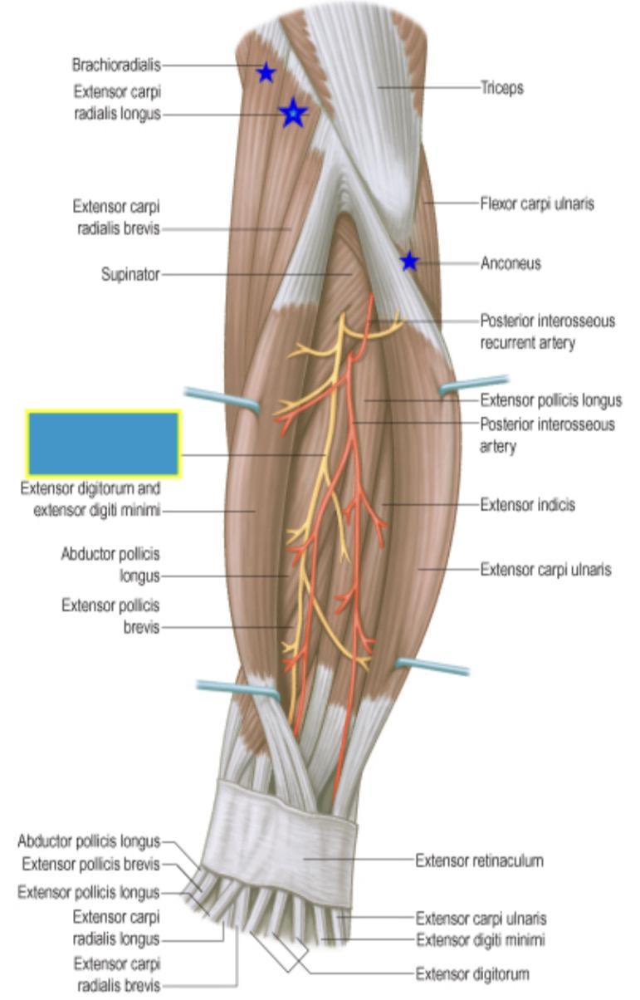 Brachioradialis
Extensor carpi
radialis longus
Extensor carpi
radialis brevis
Supinator
Extensor digitorum and
extensor digiti minimi
Abductor pollicis
longus
Extensor pollicis
brevis
Triceps
Flexor carpi ulnaris
Anconeus
Posterior interosseous
recurrent artery
Extensor pollicis longus
Posterior interosseous
artery
Extensor indicis
Extensor carpi ulnaris
Abductor pollicis longus
Extensor pollicis brevis
Extensor pollicis longus
Extensor carpi
radialis longus
Extensor carpi
radialis brevis
Extensor retinaculum
Extensor carpi ulnaris
Extensor digiti minimi
Extensor digitorum